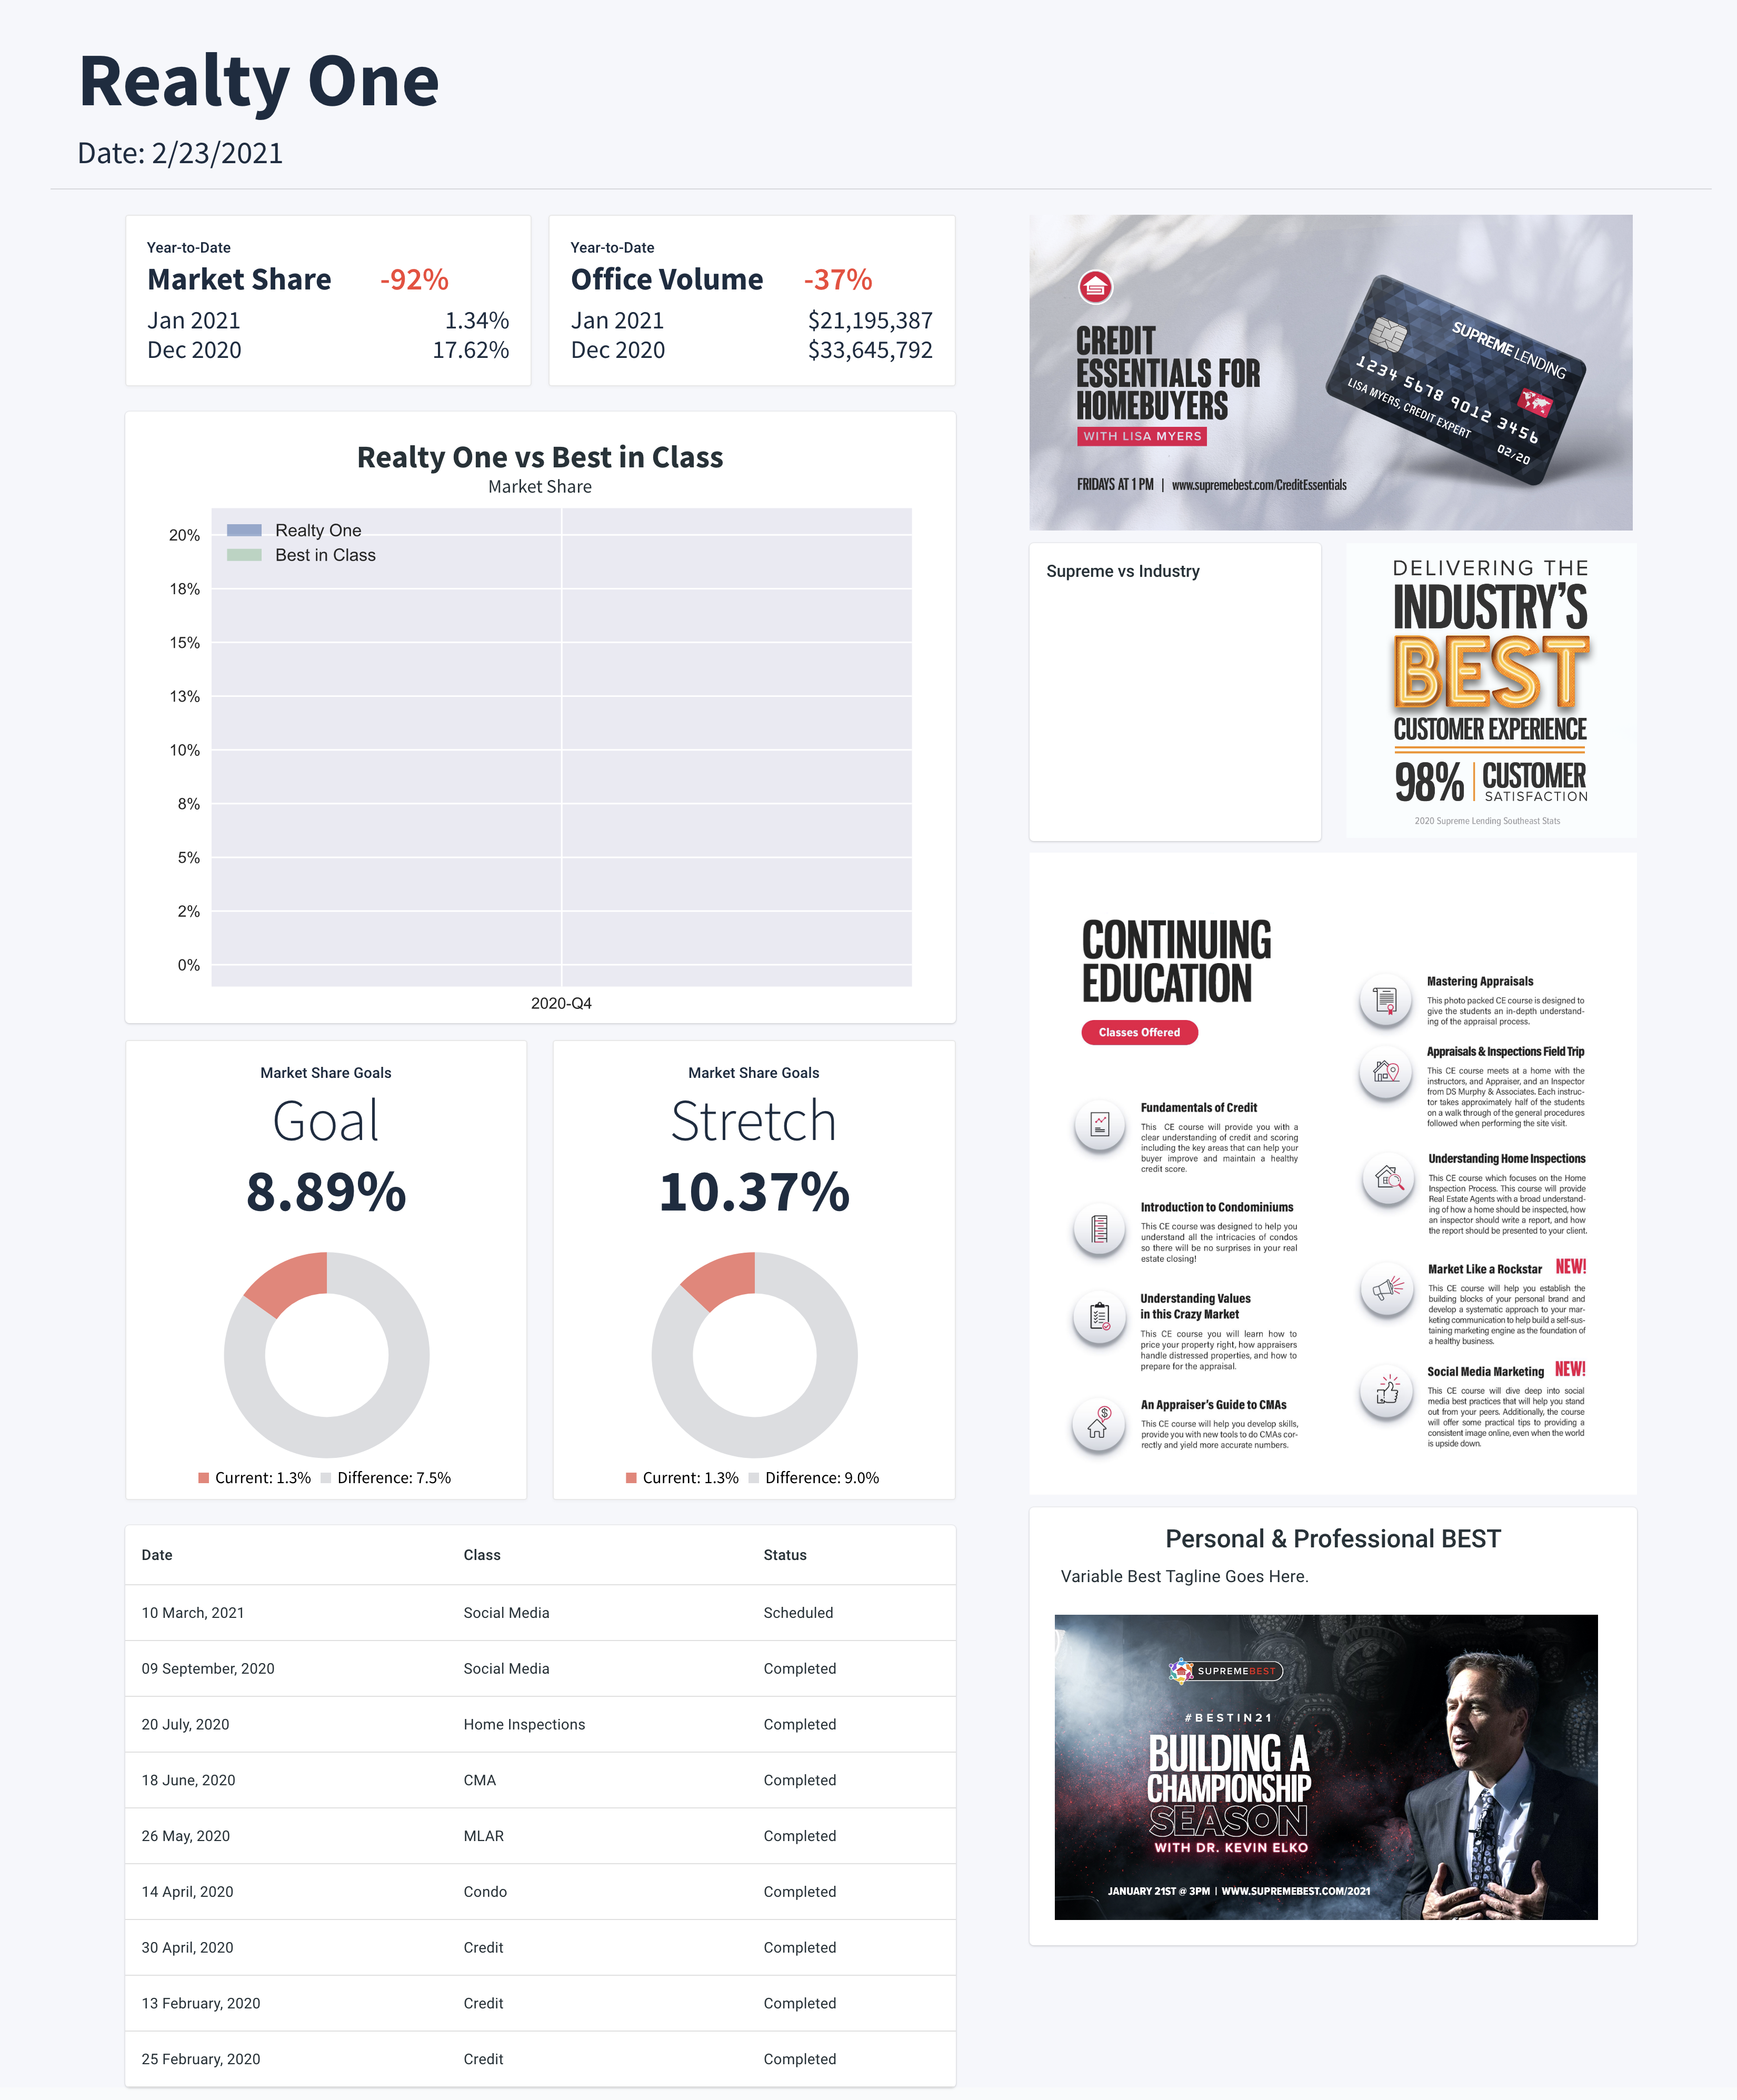 Realty One
Date: 2/23/2021
Year-to-Date
Market Share -92%
Jan 2021 1.34%
Dec 2020 17.62%
Year-to-Date
Office Volume -37%
Jan 2021 $21,195,387
Dec 2020 $33,645,792
Realty One vs Best in Class
Market Share
Realty One
Best in Class
20%
18%
15%
13%
10%
8%
5%
2%
0%
2020-Q4
Market Share Goals
Goal
8.89%
Current: 1.3% Difference: 7.5%
Market Share Goals
Stretch
10.37%
Current: 1.3% Difference: 9.0%
Date Class Status
10 March, 2021 Social Media Scheduled
09 September, 2020 Social Media Completed
20 July, 2020 Home Inspections Completed
18 June, 2020 CMA Completed
26 May, 2020 MLAR Completed
14 April, 2020 Condo Completed
30 April, 2020 Credit Completed
13 February, 2020 Credit Completed
25 February, 2020 Credit Completed
CREDIT
ESSENTIALS FOR
HOMEBUYERS
WITH LISA MYERS
FRIDAYS AT 1 PM | www.supremebest.com/CreditEssentials
SUPREME LENDING
1234 5678 9012 3456
LISA MYERS, CREDIT EXPERT
02/20
Supreme vs Industry
DELIVERING THE
INDUSTRY'S
BEST
CUSTOMER EXPERIENCE
98% CUSTOMER
SATISFACTION
2020 Supreme Lending Southeast Stats
CONTINUING
EDUCATION
Classes Offered
Fundamentals of Credit
This CE course will provide you with a
clear understanding of credit and scoring
including the key areas that can help your
buyer improve and maintain a healthy
credit score.
Introduction to Condominiums
This CE course was designed to help you
understand all the intricacies of condos
so there will be no surprises in your real
estate closing!
Understanding Values
in this Crazy Market
This CE course you will learn how to
price your property right, how appraisers
handle distressed properties, and how to
prepare for the appraisal.
An Appraiser's Guide to CMAs
This CE course will help you develop skills,
provide you with new tools to do CMAs cor-
rectly and yield more accurate numbers.
Mastering Appraisals
This photo packed CE course is designed to
give the students an in-depth understand-
ing of the appraisal process.
Appraisals & Inspections Field Trip
This CE course meets at a home with the
instructors, and Appraiser, and an Inspector
from DS Murphy & Associates. Each instruc-
tor takes approximately half of the students
on a walk through of the general procedures
followed when performing the site visit.
Understanding Home Inspections
This CE course which focuses on the Home
Inspection Process. This course will provide
Real Estate Agents with a broad understand-
ing of how a home should be inspected, how
an inspector should write a report, and how
the report should be presented to your client.
Market Like a Rockstar NEW!
This CE course will help you establish the
building blocks of your personal brand and
develop a systematic approach to your mar-
keting communication to help build a self-sus-
taining marketing engine as the foundation of
a healthy business.
Social Media Marketing NEW!
This CE course will dive deep into social
media best practices that will help you stand
out from your peers. Additionally, the course
will offer some practical tips to providing a
consistent image online, even when the world
is upside down.
Personal & Professional BEST
Variable Best Tagline Goes Here.
SUPREMEBEST
#BESTIN21
BUILDING A
CHAMPIONSHIP
SEASON
WITH DR. KEVIN ELKO
JANUARY 21ST @ 3PM | WWW.SUPREMEBEST.COM/2021